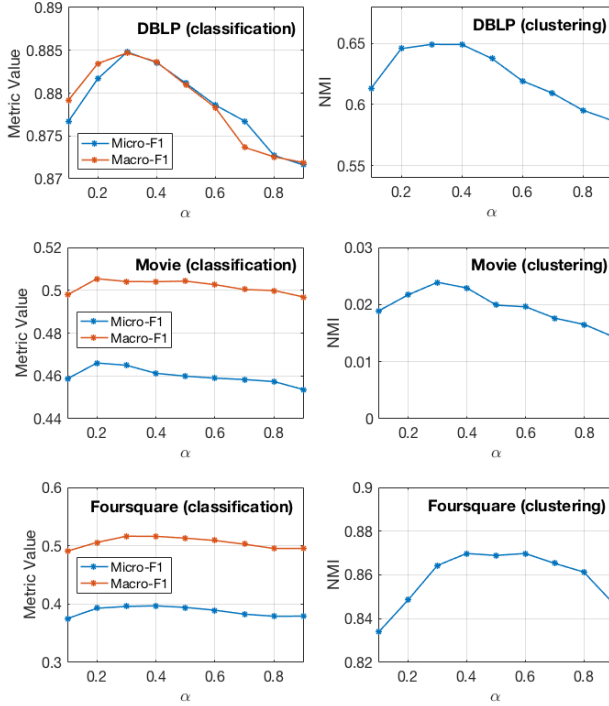 DBLP (classification)
Metric Value
0.89
0.885
0.88
0.875
0.87
Micro-F1
Macro-F1
0.2
0.4
0.6
0.8
α
DBLP (clustering)
NMI
0.65
0.6
0.55
0.2
0.4
0.6
0.8
α
Movie (classification)
Metric Value
0.52
0.5
0.48
0.46
0.44
Micro-F1
Macro-F1
0.2
0.4
0.6
0.8
α
Movie (clustering)
NMI
0.03
0.02
0.01
0
0.2
0.4
0.6
0.8
α
Foursquare (classification)
Metric Value
0.6
0.5
0.4
0.3
Micro-F1
Macro-F1
0.2
0.4
0.6
0.8
α
Foursquare (clustering)
NMI
0.9
0.88
0.86
0.84
0.82
0.2
0.4
0.6
0.8
α